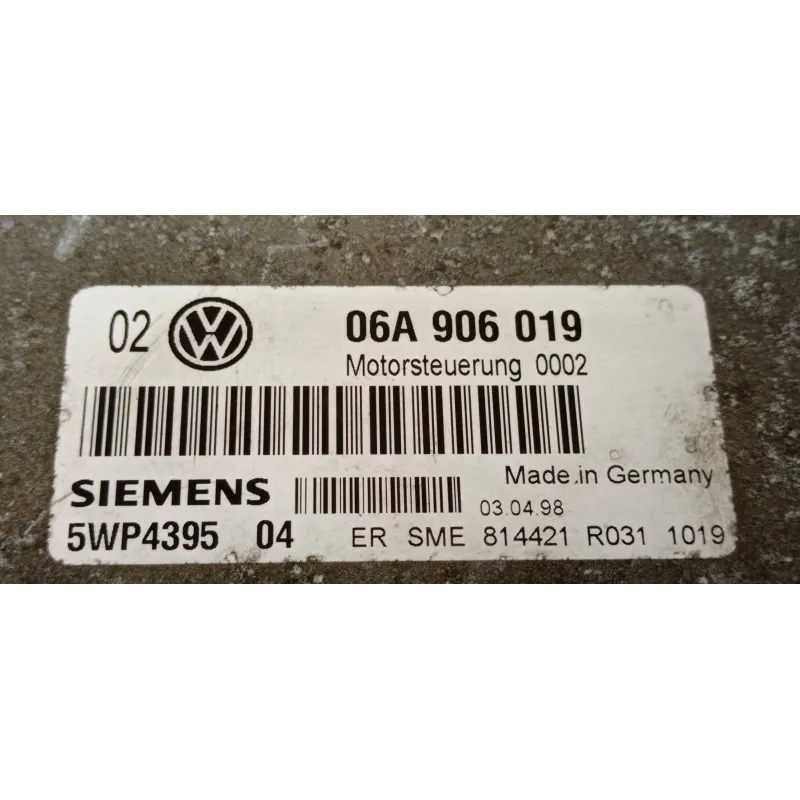 02 VW 06A 906 019
Motorsteuerung 0002
Made in Germany
SIEMENS
03.04.98
5WP4395 04 ER SME 814421 R031 1019